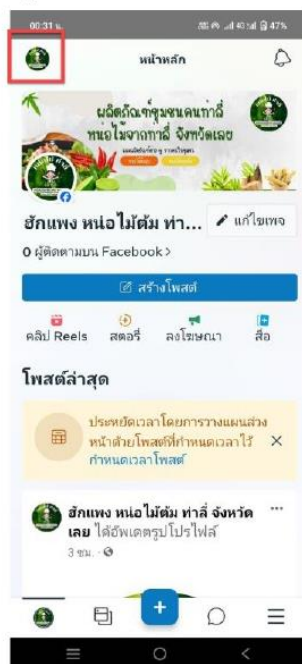 00:31 น. 47%
หน้าหลัก
ผลิตภัณฑ์ชุมชนคนท่าลี่
หน่อไม้จากท่าลี่ จังหวัดเลย
ฮักแพง หน่อไม้ต้ม ท่า... แก้ไขเพจ
0 ผู้ติดตามบน Facebook >
สร้างโพสต์
คลิป Reels สตอรี่ ลงโฆษณา สื่อ
โพสต์ล่าสุด
ประหยัดเวลาโดยการวางแผนล่วง
หน้าด้วยโพสต์ที่กำหนดเวลาไว้
กำหนดเวลาโพสต์
ฮักแพง หน่อไม้ต้ม ท่าลี่ จังหวัด
เลย ได้อัพเดตรูปโปรไฟล์
3 ชม.